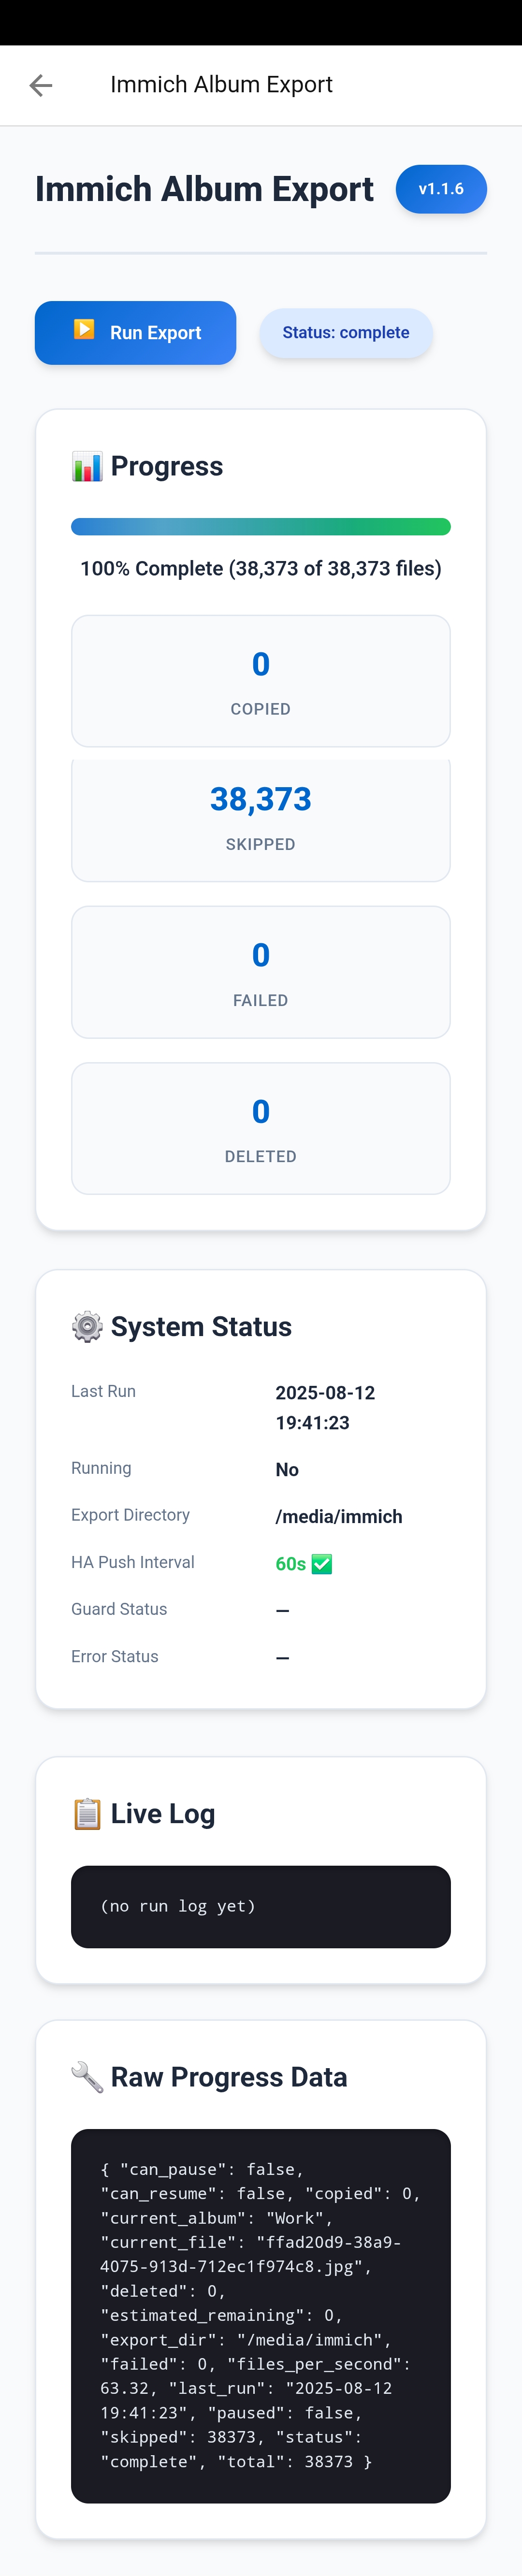 Immich Album Export
Immich Album Export
v1.1.6
Run Export
Status: complete
Progress
100% Complete (38,373 of 38,373 files)
0
COPIED
38,373
SKIPPED
0
FAILED
0
DELETED
System Status
Last Run
2025-08-12
19:41:23
Running
No
Export Directory
/media/immich
HA Push Interval
60s ✅
Guard Status
—
Error Status
—
Live Log
(no run log yet)
Raw Progress Data
{ "can_pause": false,
"can_resume": false, "copied": 0,
"current_album": "Work",
"current_file": "ffad20d9-38a9-
4075-913d-712ec1f974c8.jpg",
"deleted": 0,
"estimated_remaining": 0,
"export_dir": "/media/immich",
"failed": 0, "files_per_second":
63.32, "last_run": "2025-08-12
19:41:23", "paused": false,
"skipped": 38373, "status":
"complete", "total": 38373 }